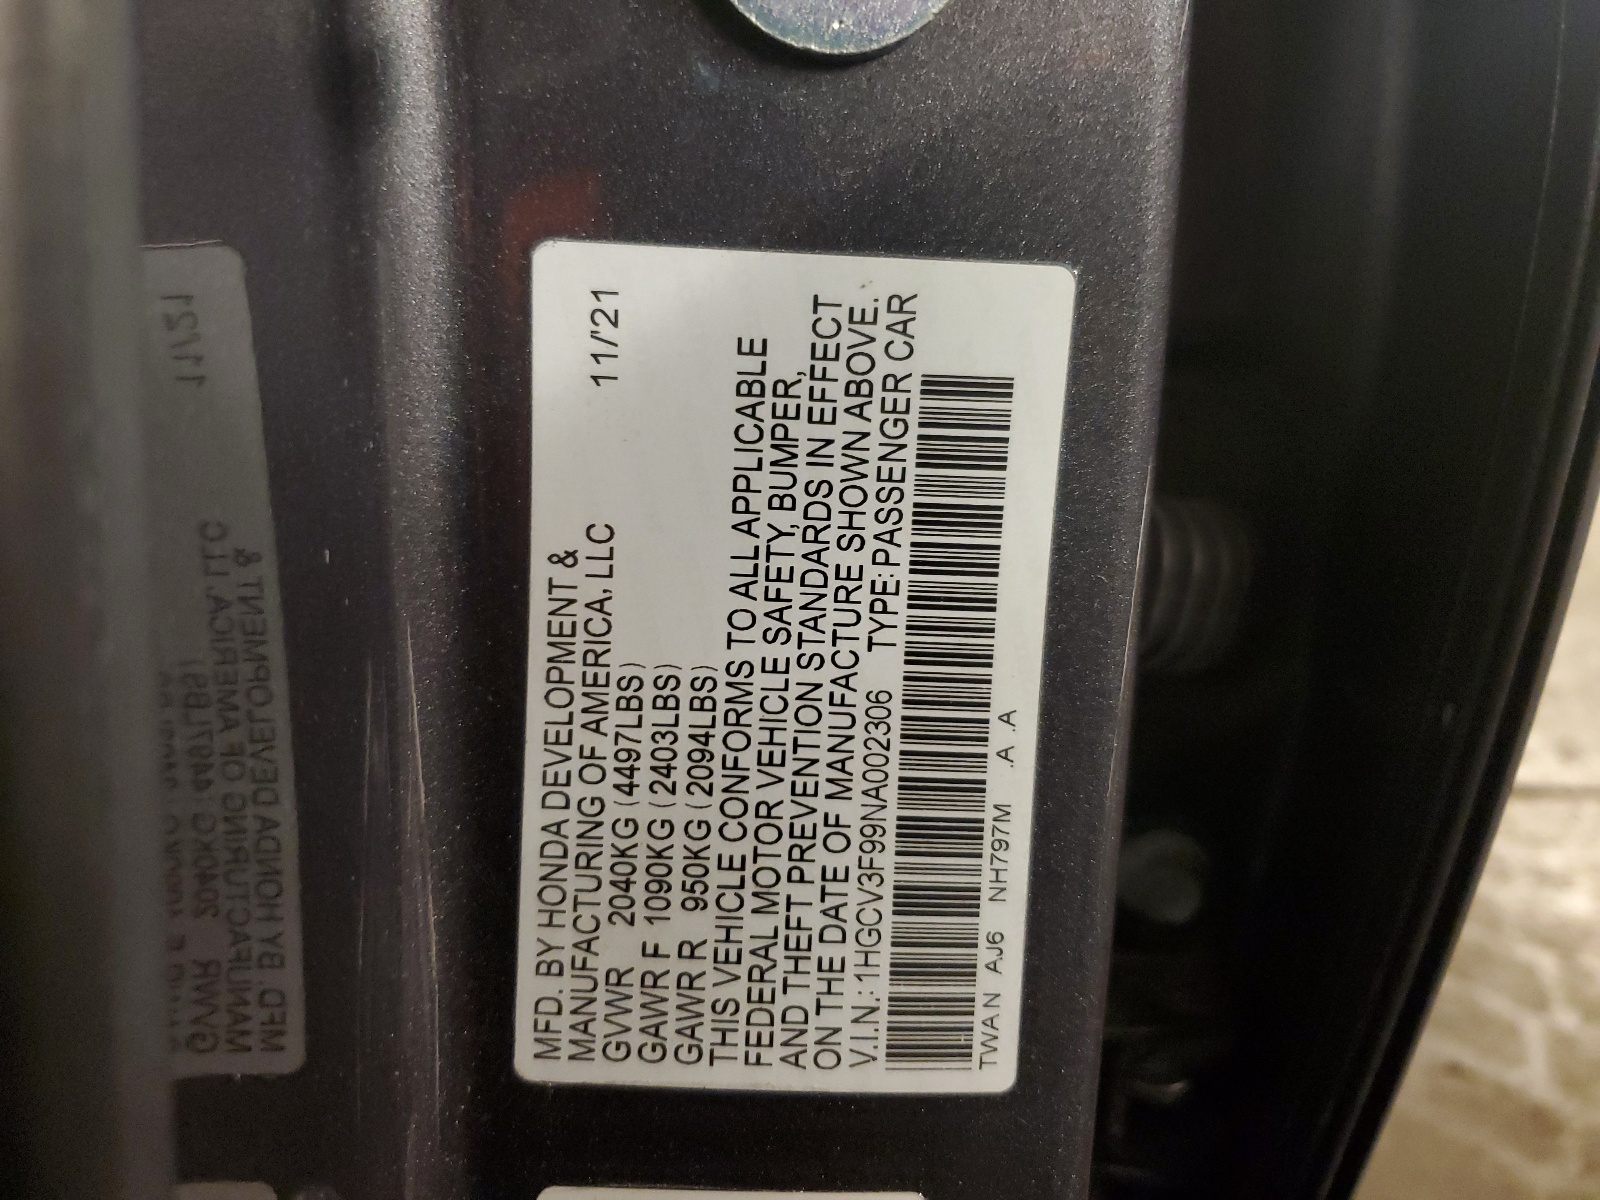 MFD. BY HONDA DEVELOPMENT &
MANUFACTURING OF AMERICA, LLC 11/'21
GVWR 2040KG (4497LBS)
GAWR F 1090KG (2403LBS)
GAWR R 950KG (2094LBS)
THIS VEHICLE CONFORMS TO ALL APPLICABLE
FEDERAL MOTOR VEHICLE SAFETY, BUMPER,
AND THEFT PREVENTION STANDARDS IN EFFECT
ON THE DATE OF MANUFACTURE SHOWN ABOVE.
V.I.N.: 1HGCV3F99NA002306 TYPE: PASSENGER CAR
TWAN AJ6 NH797M .A .A